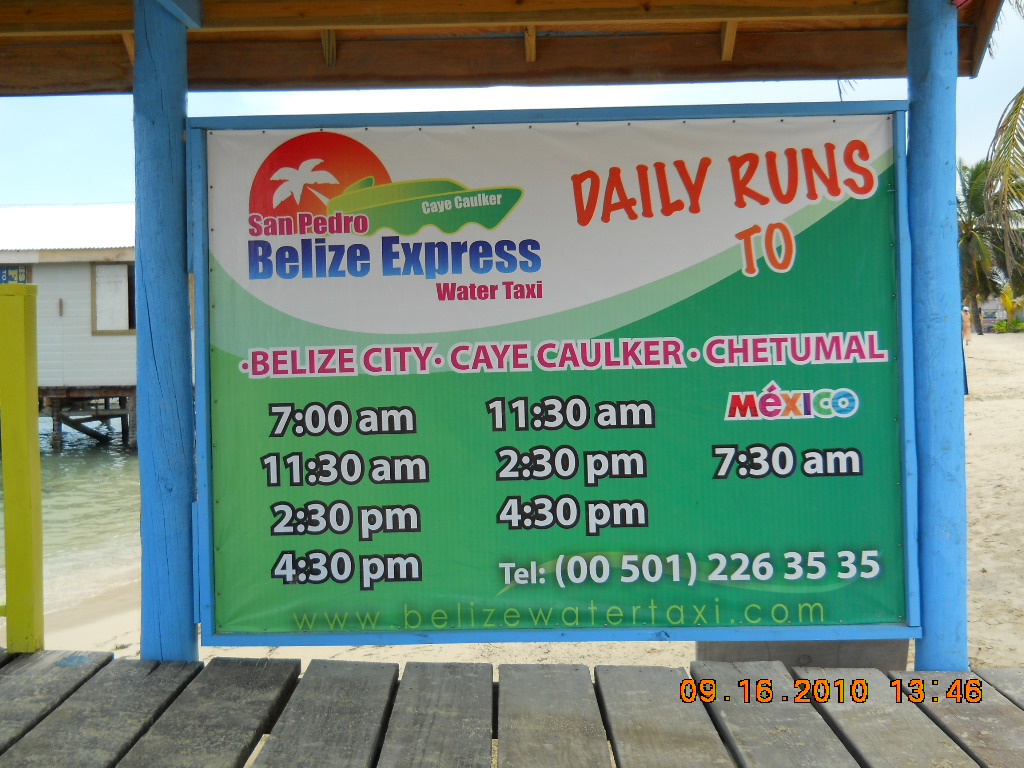 San Pedro
Caye Caulker
Belize Express
Water Taxi
DAILY RUNS
TO
·BELIZE CITY· CAYE CAULKER · CHETUMAL
MéXICO
7:00 am 11:30 am
11:30 am 2:30 pm 7:30 am
2:30 pm 4:30 pm
4:30 pm Tel: (00 501) 226 35 35
www.belizewatertaxi.com
09.16.2010 13:46